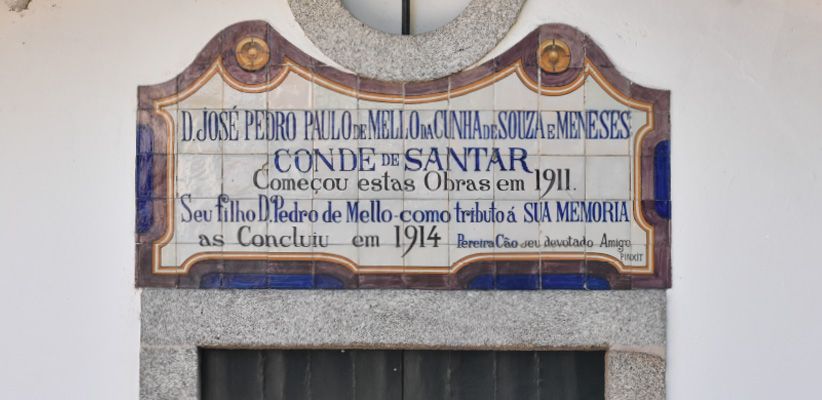 D. JOSÉ PEDRO PAULO DE MELLO DA CUNHA DE SOUZA E MENESES
CONDE DE SANTAR
Começou estas Obras em 1911.
Seu filho D. Pedro de Mello-como tributo á SUA MEMORIA
as Concluiu em 1914 Pereira Cão seu devotado Amigo
PINXIT